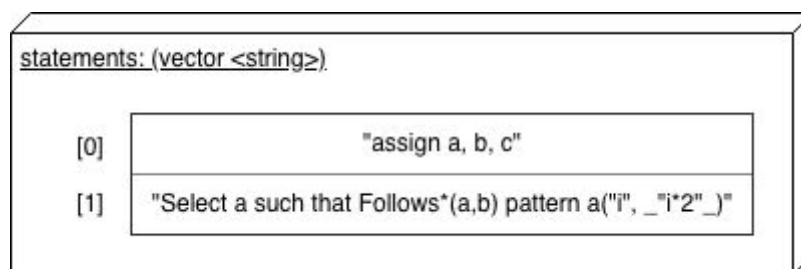 statements: (vector <string>)
[0] "assign a, b, c"
[1] "Select a such that Follows*(a,b) pattern a("i", _"i*2"_)"